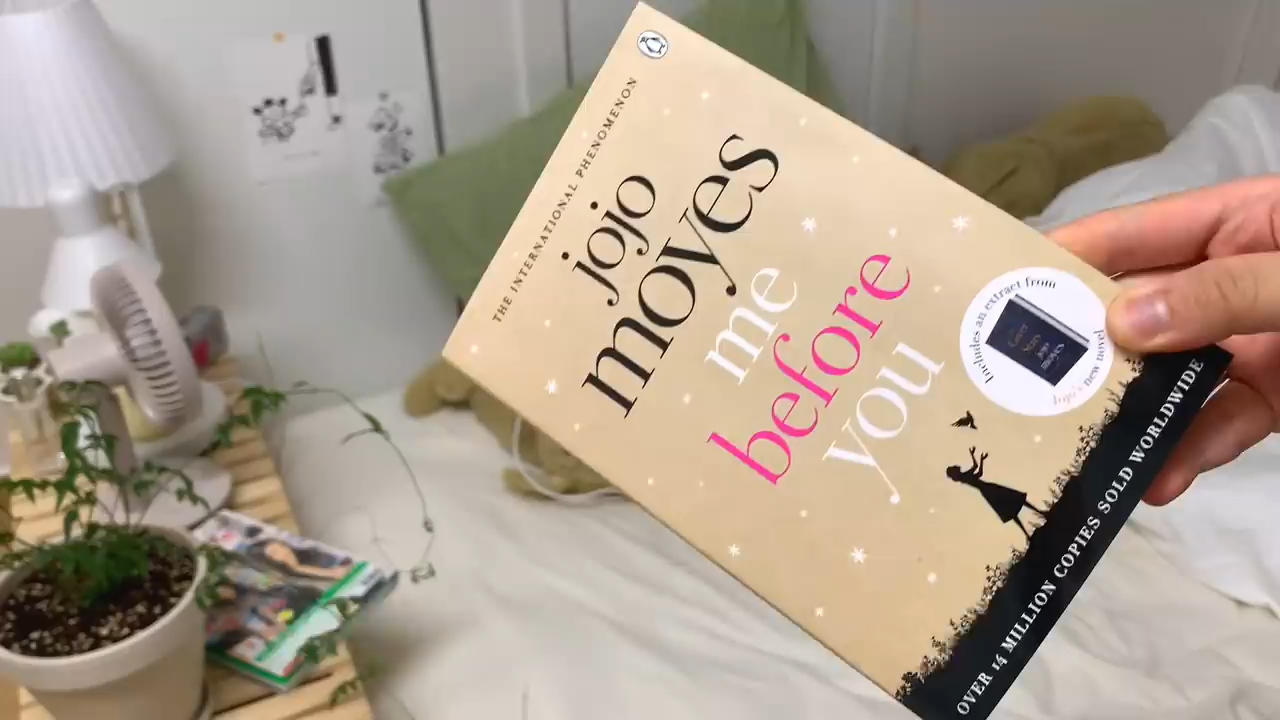 THE INTERNATIONAL PHENOMENON
jojo
moyes
me
before
you
Includes an extract from
Jojo's new novel
OVER 14 MILLION COPIES SOLD WORLDWIDE